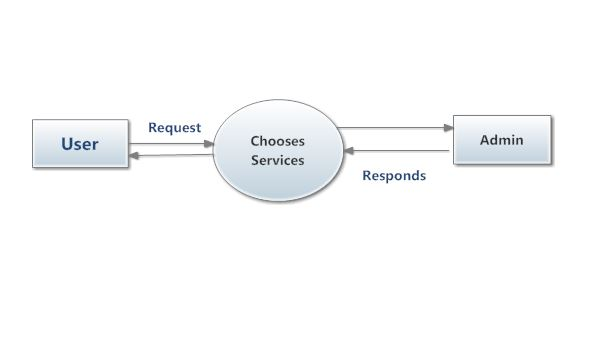 Request
User
Chooses
Services
Admin
Responds